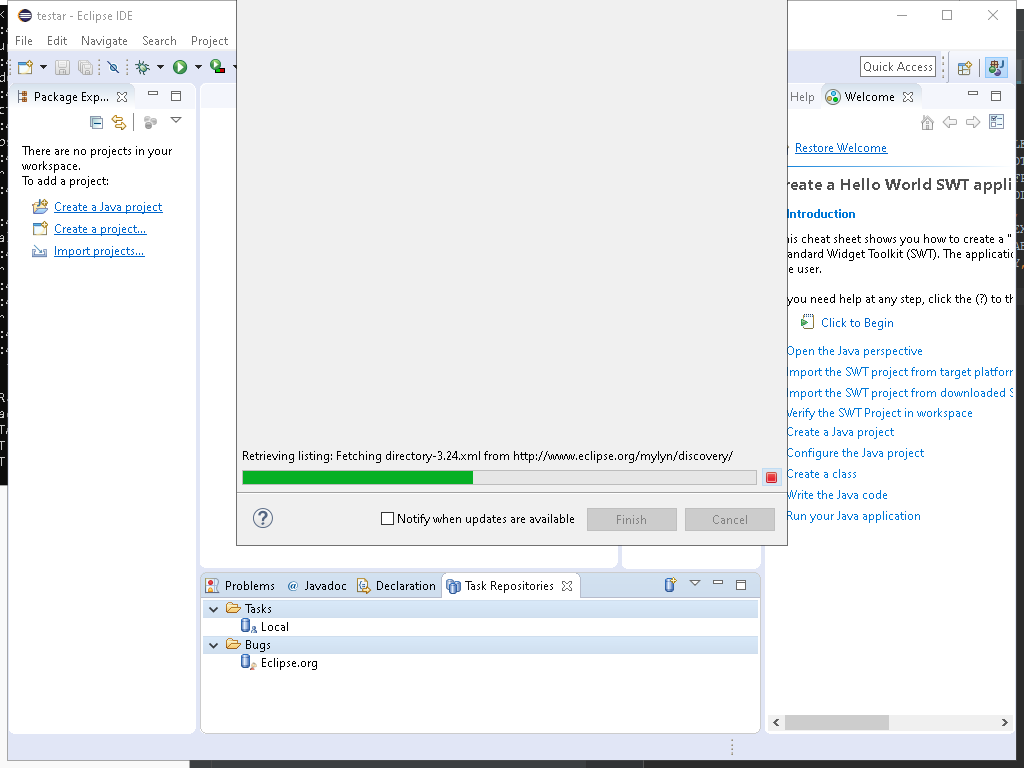 testar - Eclipse IDE
File Edit Navigate Search Project
Quick Access
Package Exp...
There are no projects in your
workspace.
To add a project:
Create a Java project
Create a project...
Import projects...
Retrieving listing: Fetching directory-3.24.xml from http://www.eclipse.org/mylyn/discovery/
?
Notify when updates are available
Finish
Cancel
Help
Welcome
Restore Welcome
reate a Hello World SWT appli
Introduction
is cheat sheet shows you how to create a "
andard Widget Toolkit (SWT). The applicatio
e user.
you need help at any step, click the (?) to th
Click to Begin
Open the Java perspective
Import the SWT project from target platfor
Import the SWT project from downloaded S
Verify the SWT Project in workspace
Create a Java project
Configure the Java project
Create a class
Write the Java code
Run your Java application
Problems
@ Javadoc
Declaration
Task Repositories
Tasks
Local
Bugs
Eclipse.org